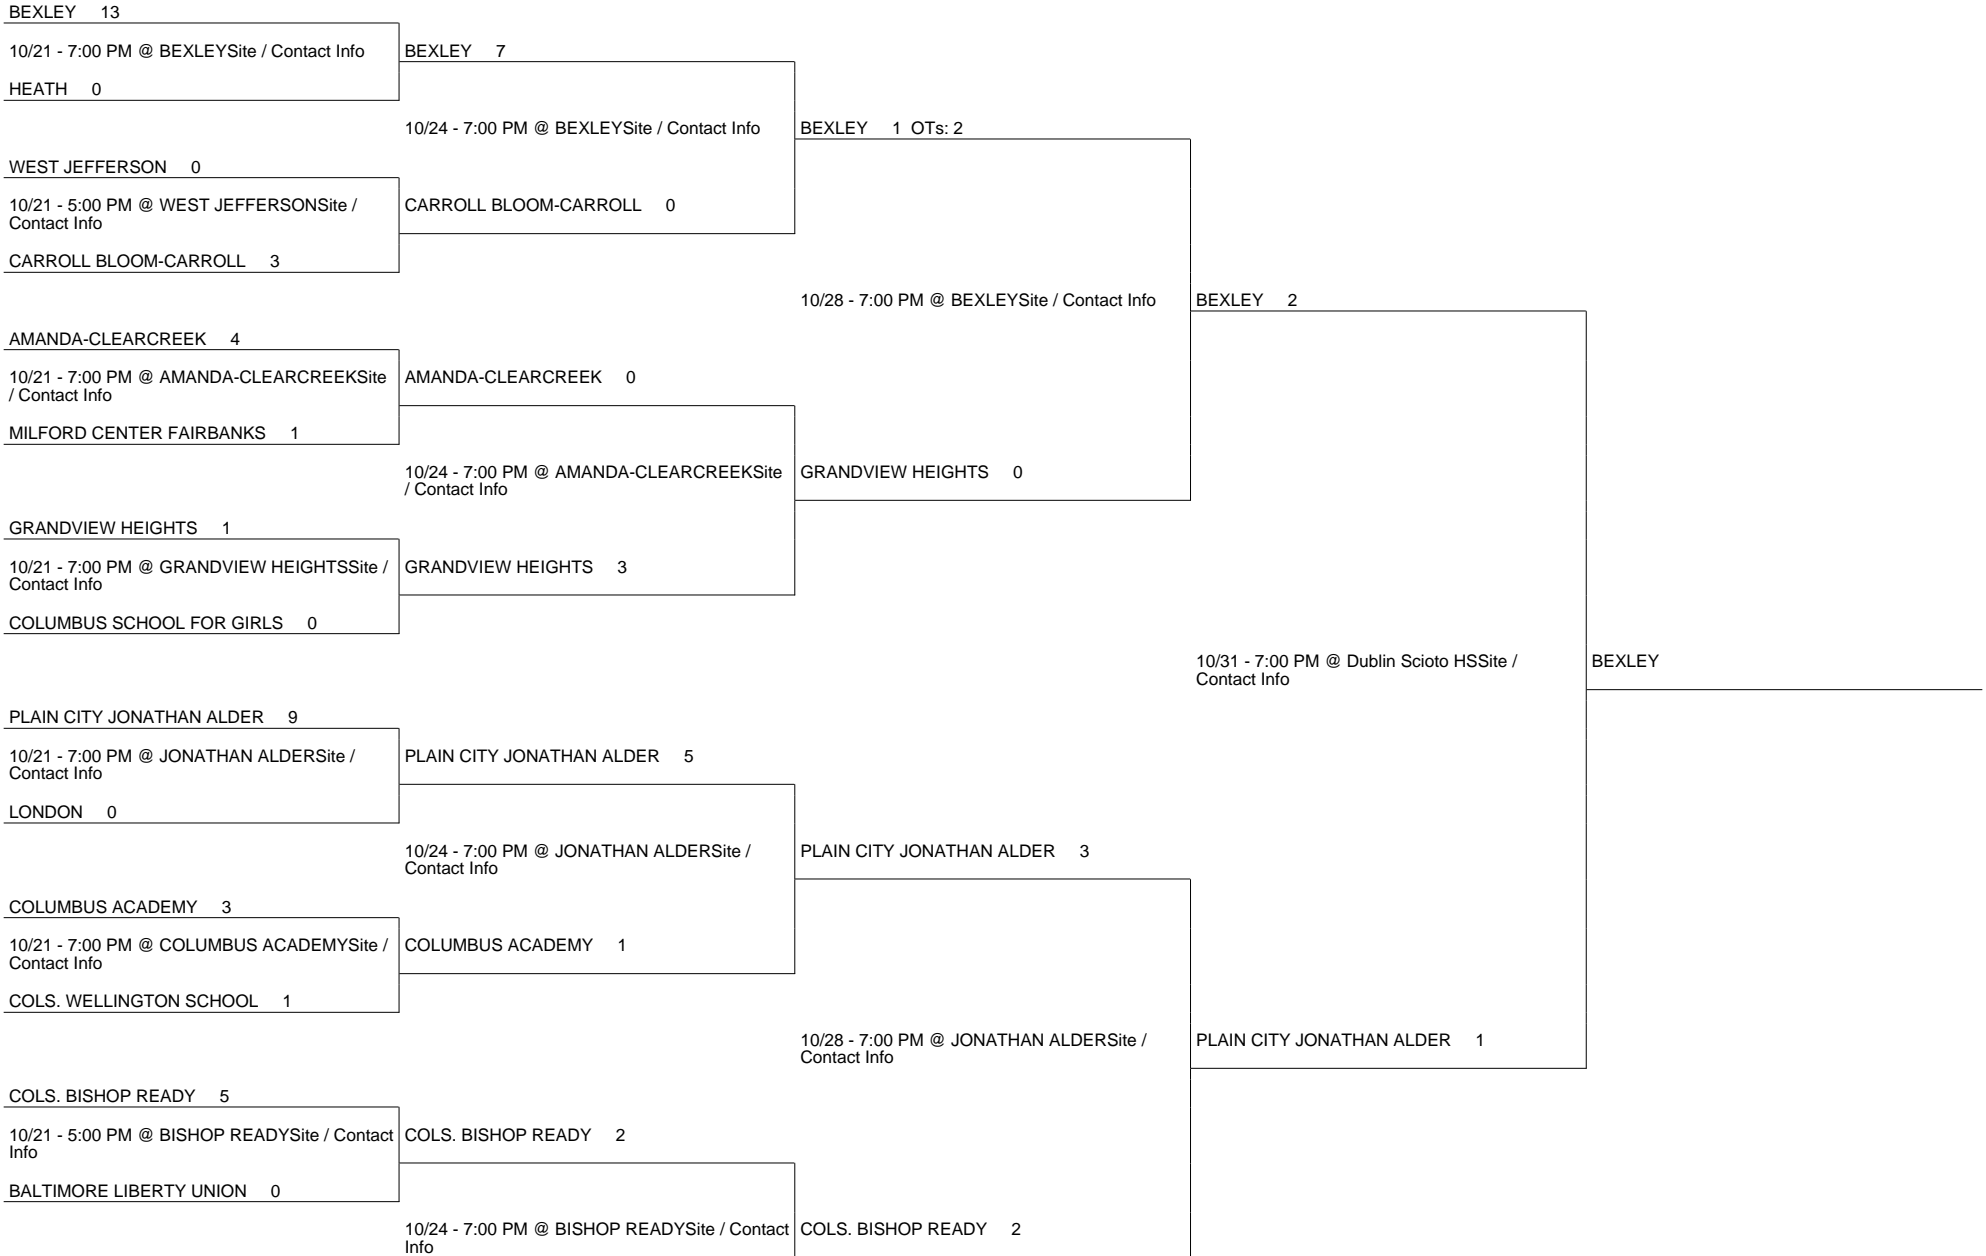 BEXLEY 13
10/21 - 7:00 PM @ BEXLEYSite / Contact Info
BEXLEY 7
HEATH 0
10/24 - 7:00 PM @ BEXLEYSite / Contact Info
BEXLEY 1 OTs: 2
WEST JEFFERSON 0
10/21 - 5:00 PM @ WEST JEFFERSONSite /
Contact Info
CARROLL BLOOM-CARROLL 0
CARROLL BLOOM-CARROLL 3
10/28 - 7:00 PM @ BEXLEYSite / Contact Info
BEXLEY 2
AMANDA-CLEARCREEK 4
10/21 - 7:00 PM @ AMANDA-CLEARCREEKSite
/ Contact Info
AMANDA-CLEARCREEK 0
MILFORD CENTER FAIRBANKS 1
10/24 - 7:00 PM @ AMANDA-CLEARCREEKSite
/ Contact Info
GRANDVIEW HEIGHTS 0
GRANDVIEW HEIGHTS 1
10/21 - 7:00 PM @ GRANDVIEW HEIGHTSSite /
Contact Info
GRANDVIEW HEIGHTS 3
COLUMBUS SCHOOL FOR GIRLS 0
10/31 - 7:00 PM @ Dublin Scioto HSSite /
Contact Info
BEXLEY
PLAIN CITY JONATHAN ALDER 9
10/21 - 7:00 PM @ JONATHAN ALDERSite /
Contact Info
PLAIN CITY JONATHAN ALDER 5
LONDON 0
10/24 - 7:00 PM @ JONATHAN ALDERSite /
Contact Info
PLAIN CITY JONATHAN ALDER 3
COLUMBUS ACADEMY 3
10/21 - 7:00 PM @ COLUMBUS ACADEMYSite /
Contact Info
COLUMBUS ACADEMY 1
COLS. WELLINGTON SCHOOL 1
10/28 - 7:00 PM @ JONATHAN ALDERSite /
Contact Info
PLAIN CITY JONATHAN ALDER 1
COLS. BISHOP READY 5
10/21 - 5:00 PM @ BISHOP READYSite / Contact
Info
COLS. BISHOP READY 2
BALTIMORE LIBERTY UNION 0
10/24 - 7:00 PM @ BISHOP READYSite / Contact
Info
COLS. BISHOP READY 2